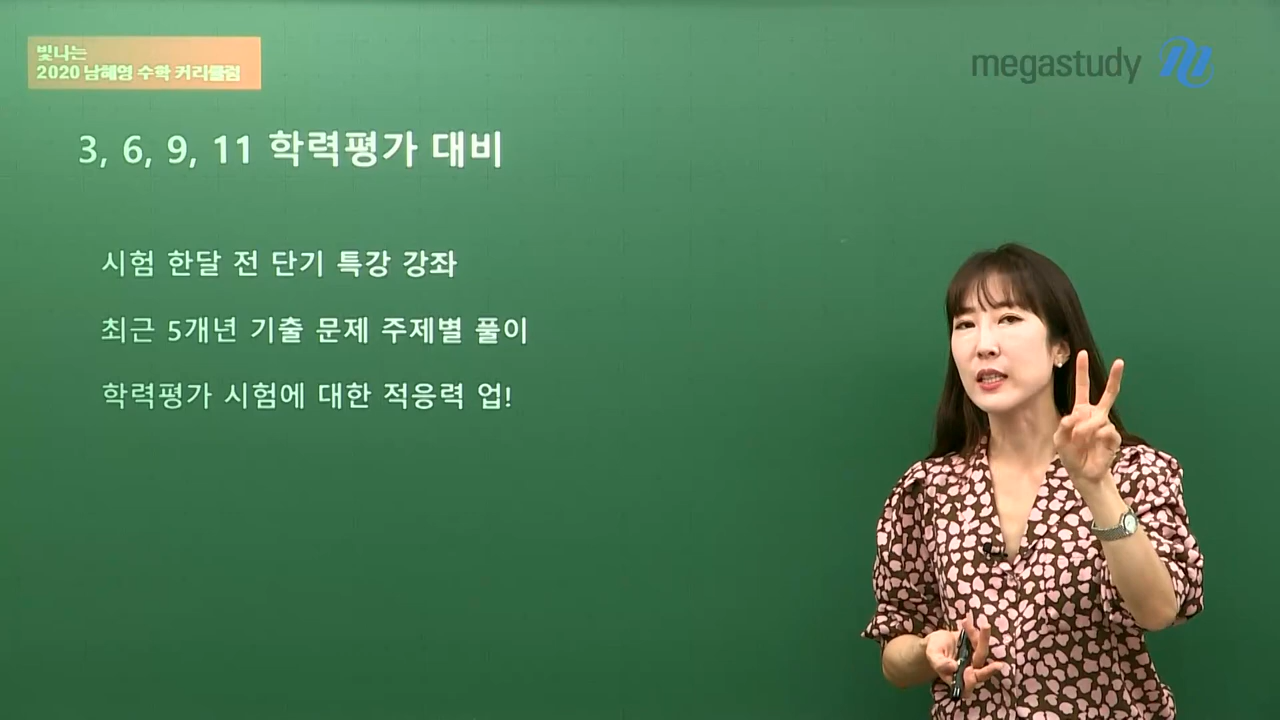 빛나는
2020 남혜영 수학 커리큘럼
megastudy
3, 6, 9, 11 학력평가 대비
시험 한달 전 단기 특강 강좌
최근 5개년 기출 문제 주제별 풀이
학력평가 시험에 대한 적응력 업!